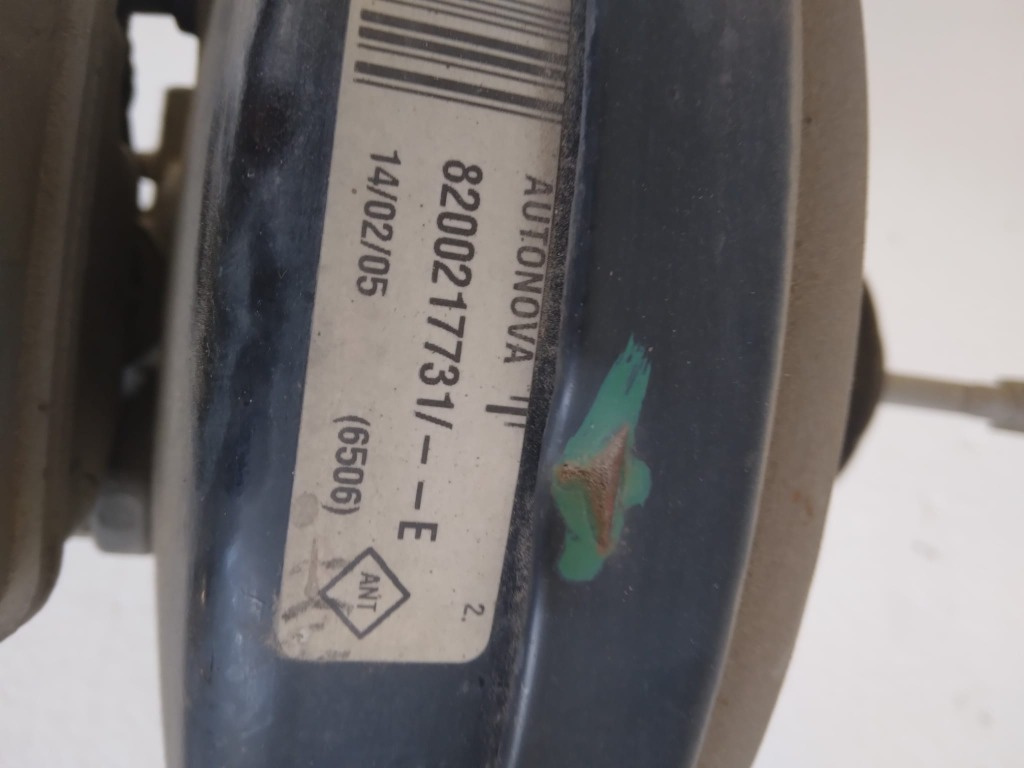 AUTONOVA
8200217731/--E
14/02/05
(6506)
ANT
2.